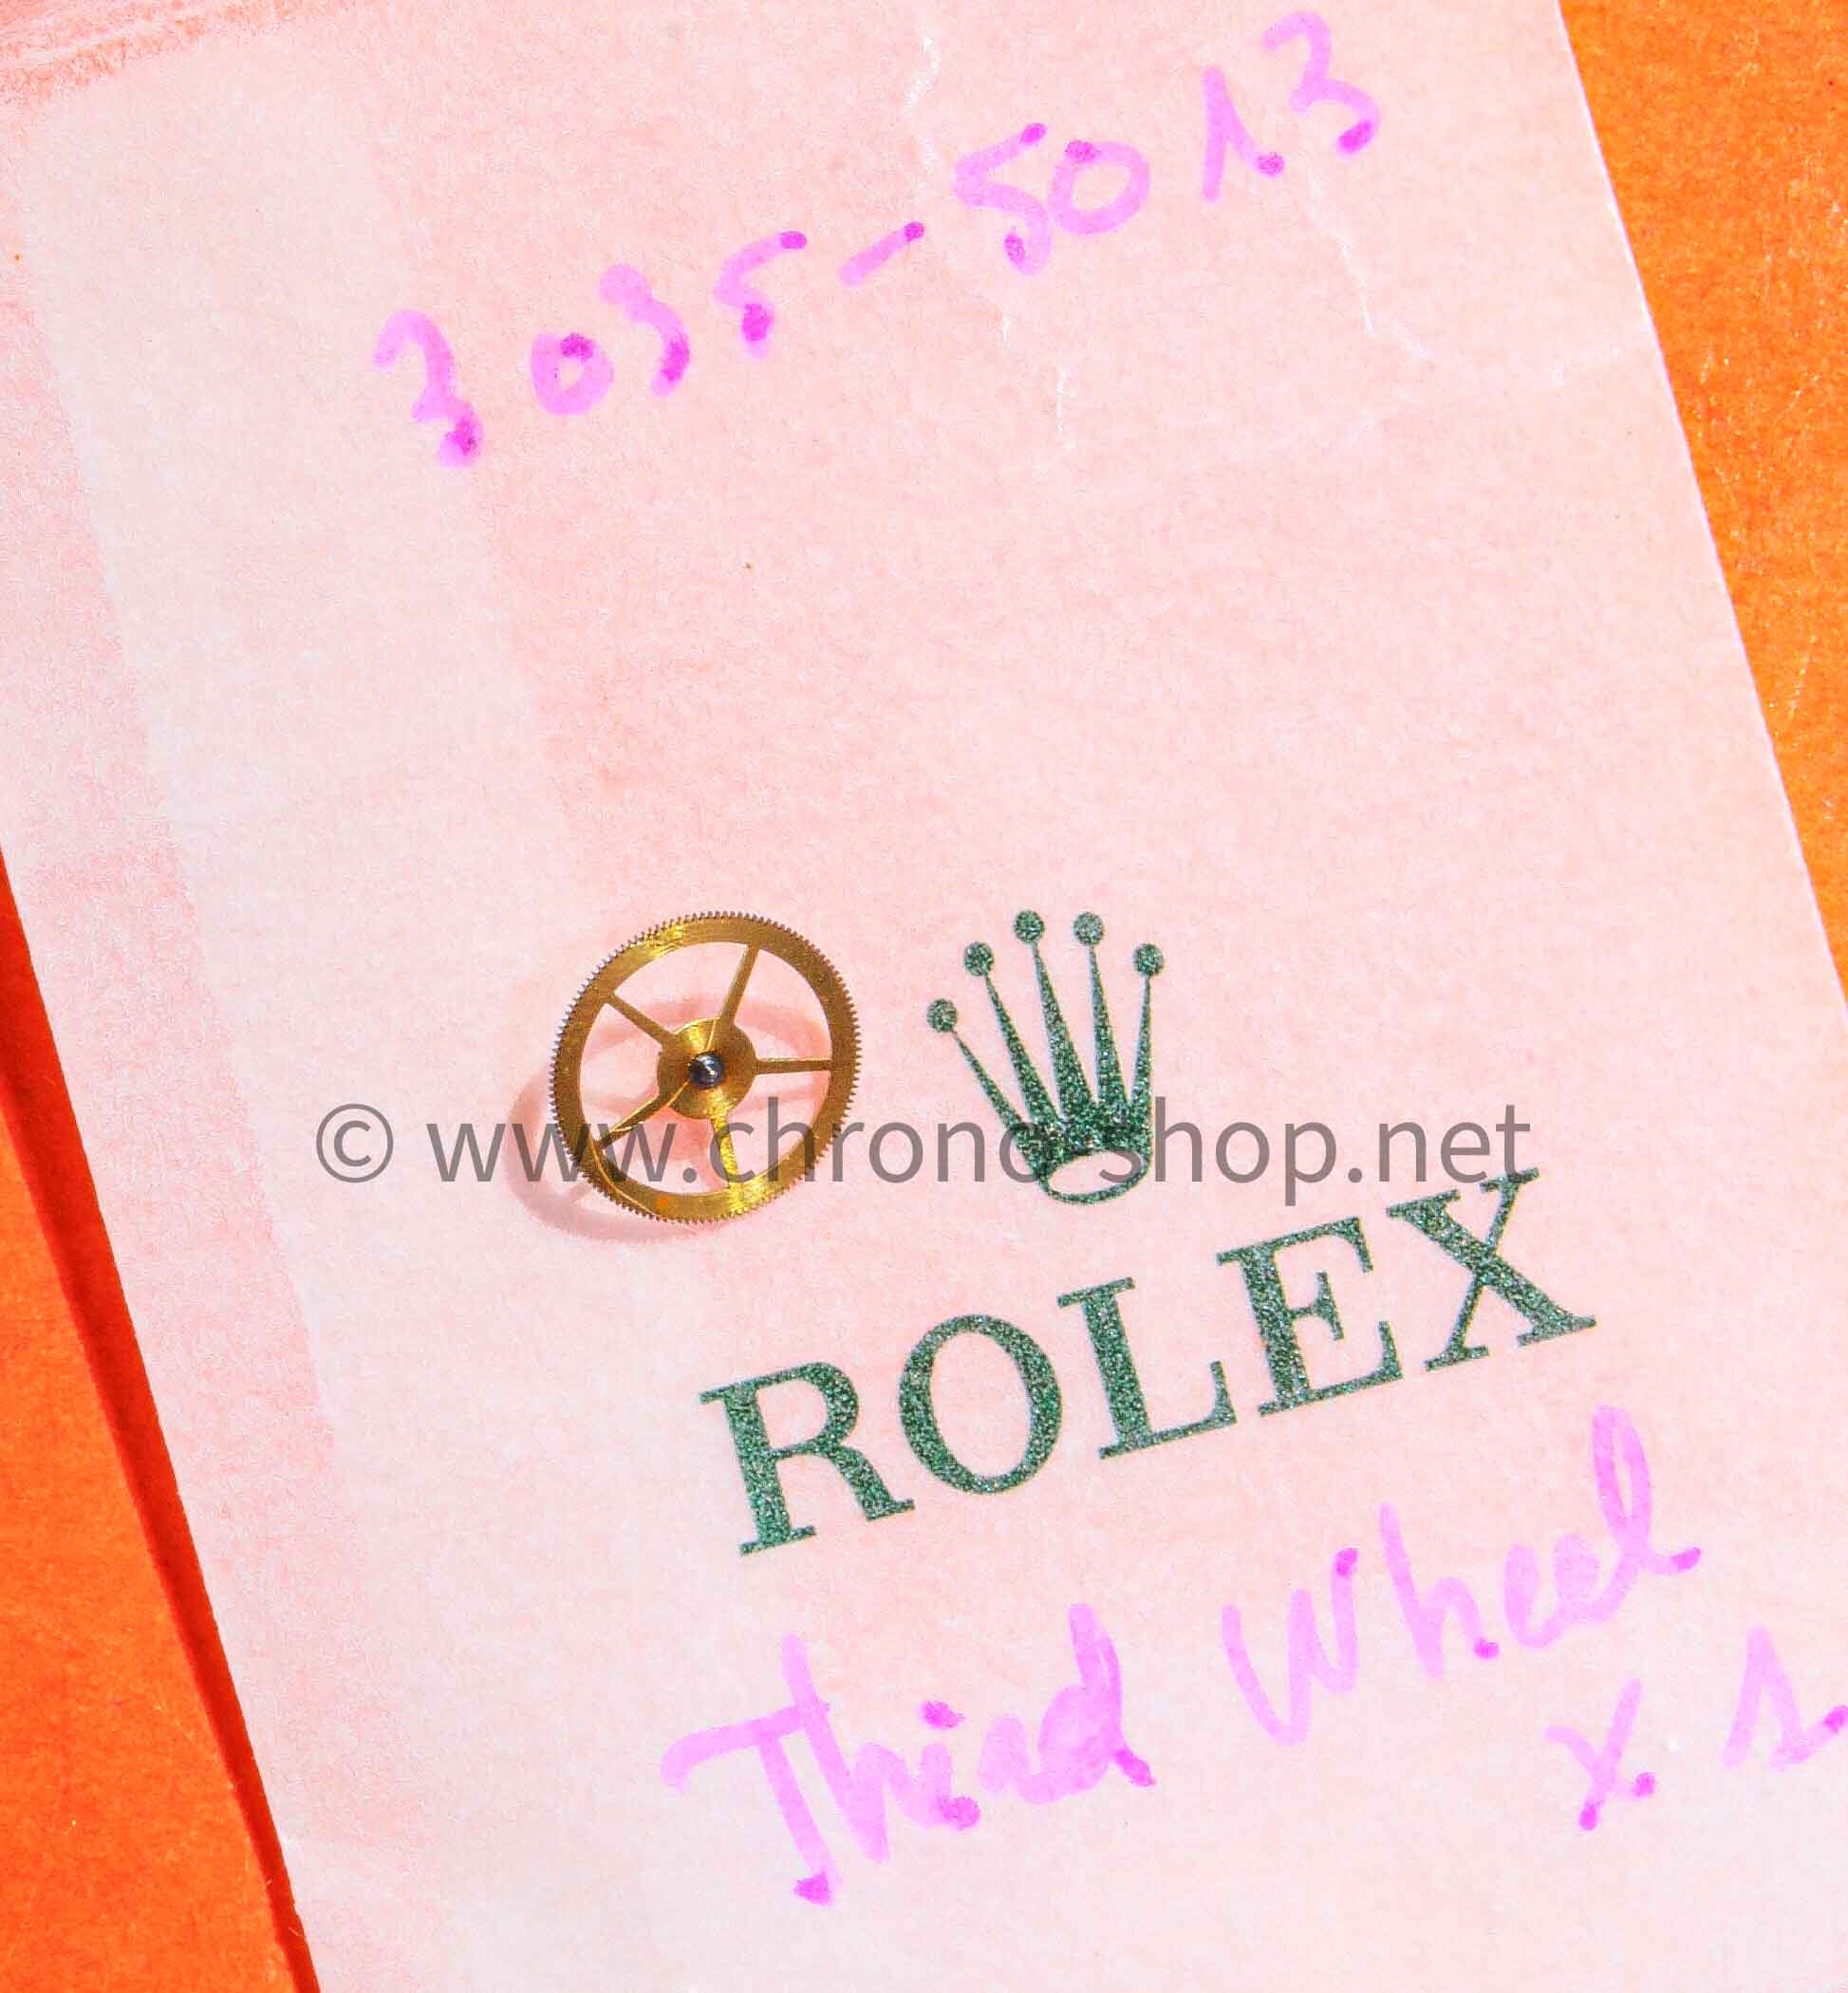 3035-5013
© www.chrono-shop.net
ROLEX
Third Wheel
x 1